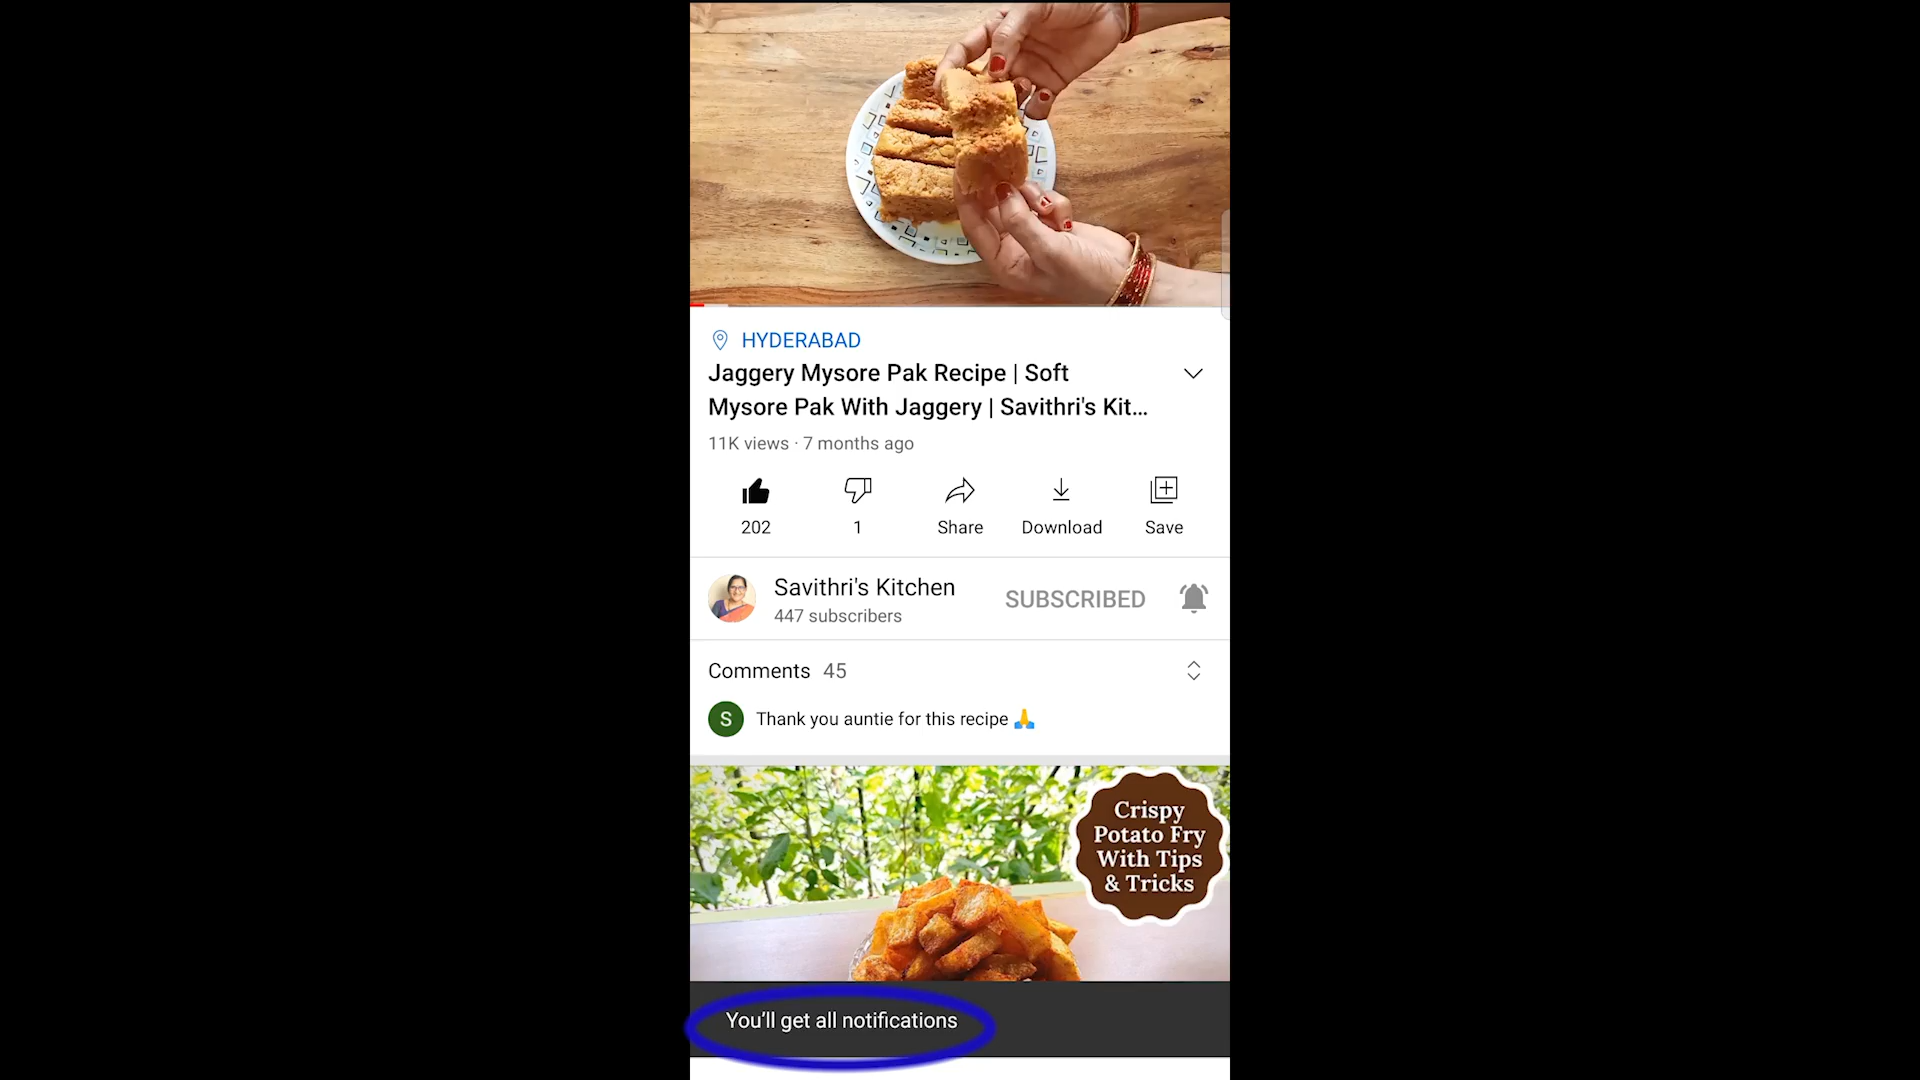 HYDERABAD
Jaggery Mysore Pak Recipe | Soft
Mysore Pak With Jaggery | Savithri's Kit...
11K views · 7 months ago
202
1
Share
Download
Save
Savithri's Kitchen
447 subscribers
SUBSCRIBED
Comments 45
S
Thank you auntie for this recipe 🙏
Crispy
Potato Fry
With Tips
& Tricks
You'll get all notifications